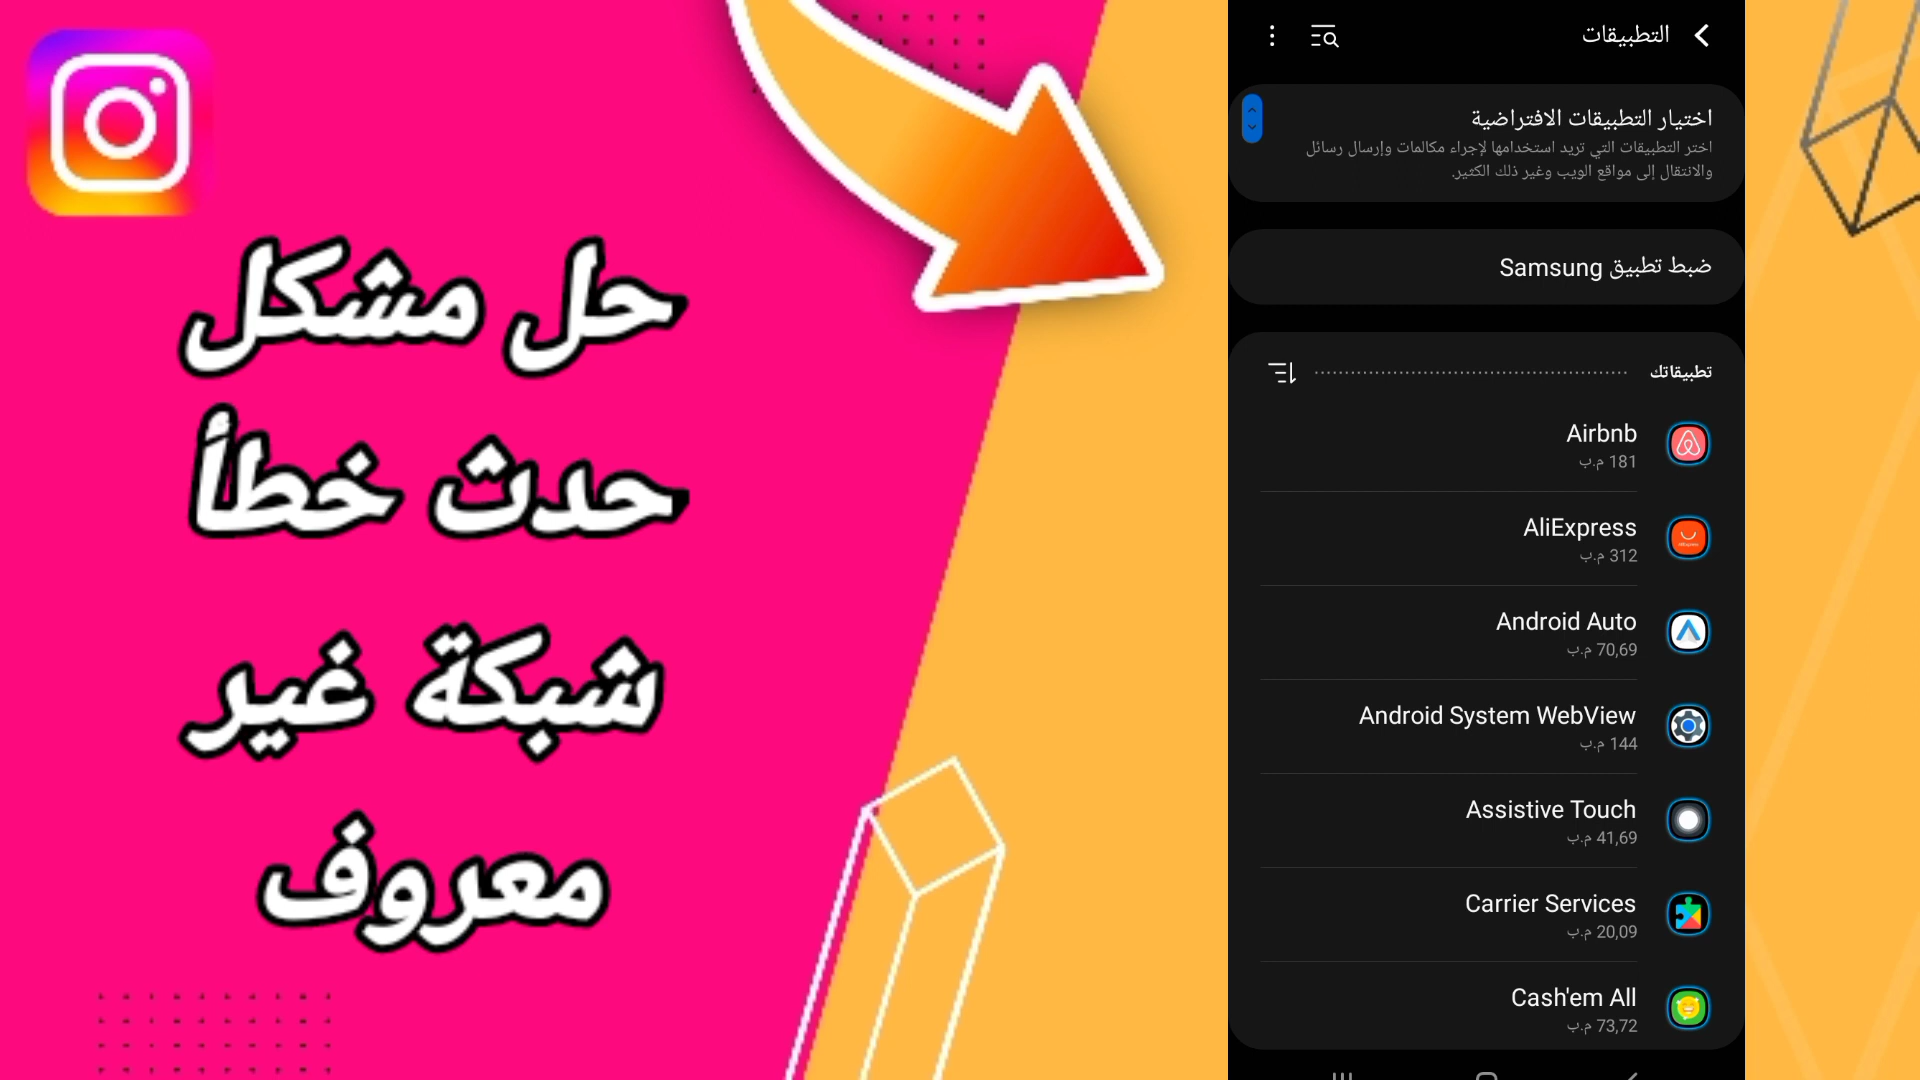 حل مشكل
حدث خطأ
شبكة غير
معروف
التطبيقات
اختيار التطبيقات الافتراضية
اختر التطبيقات التي تريد استخدامها لإجراء مكالمات وإرسال رسائل
والانتقال إلى مواقع الويب وغير ذلك الكثير.
ضبط تطبيق Samsung
تطبيقاتك
Airbnb
181 م.ب
AliExpress
312 م.ب
Android Auto
70,69 م.ب
Android System WebView
144 م.ب
Assistive Touch
41,69 م.ب
Carrier Services
20,09 م.ب
Cash'em All
73,72 م.ب